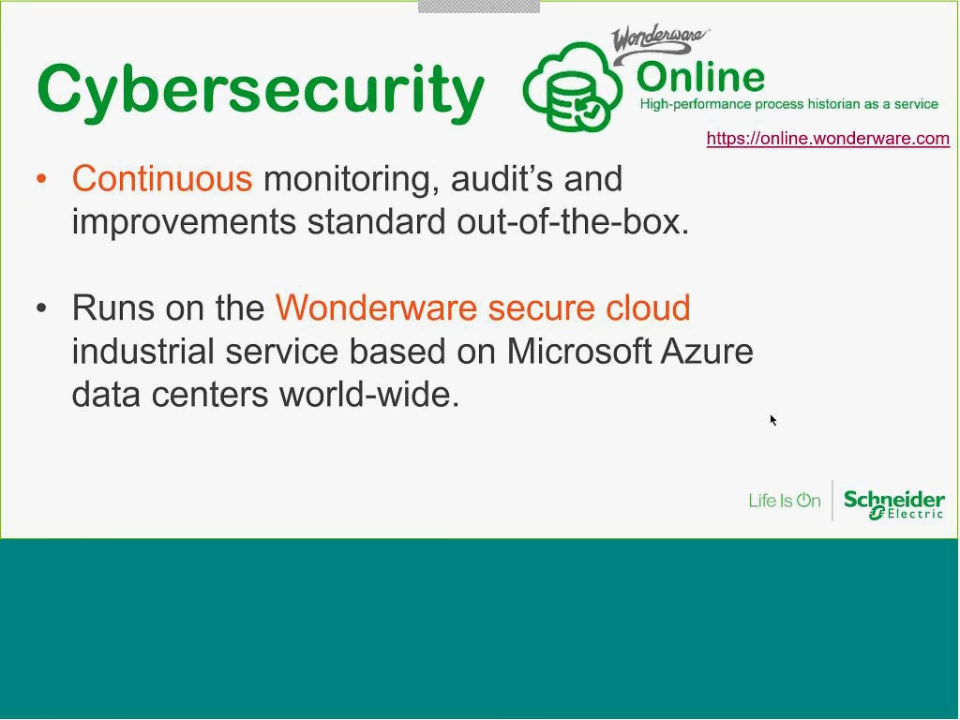 Cybersecurity
Wonderware
Online
High-performance process historian as a service
https://online.wonderware.com
• Continuous monitoring, audit’s and
improvements standard out-of-the-box.
• Runs on the Wonderware secure cloud
industrial service based on Microsoft Azure
data centers world-wide.
Life Is On
Schneider
Electric